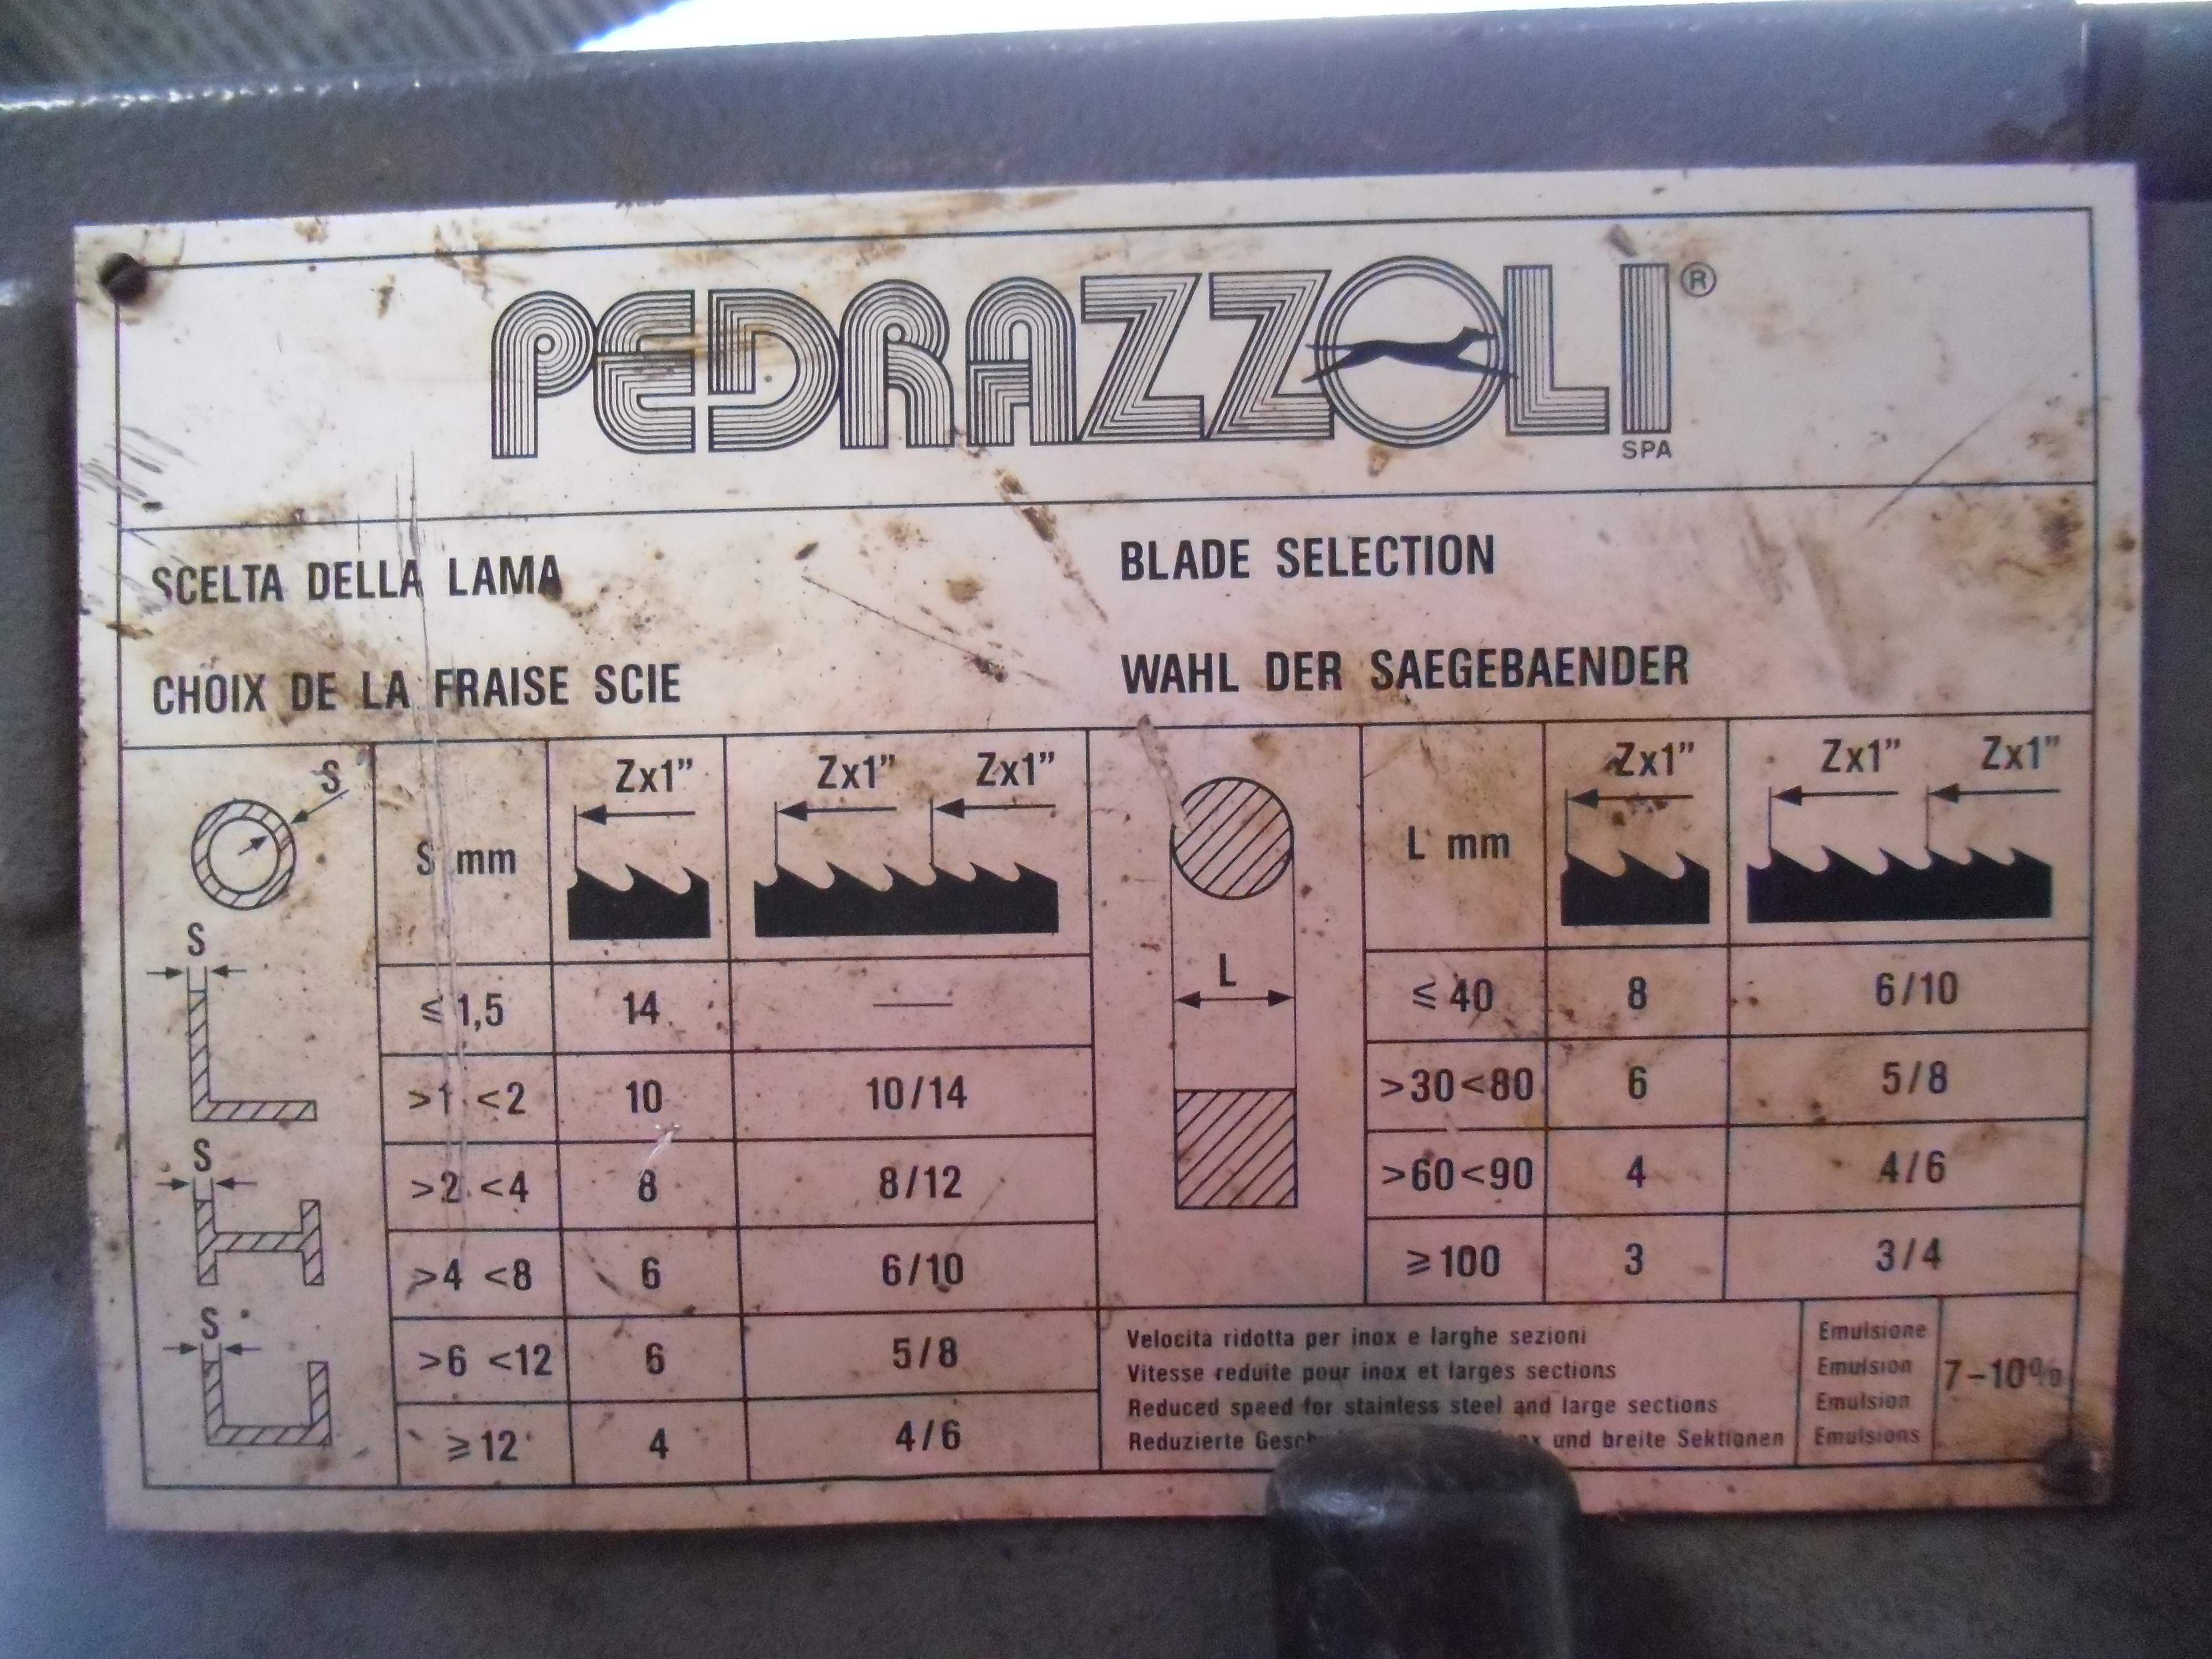 PEDRAZZOLI ®
SPA
SCELTA DELLA LAMA
BLADE SELECTION
CHOIX DE LA FRAISE SCIE
WAHL DER SAEGEBAENDER
S
S
S
S
S mm Zx1" Zx1" Zx1"
≤ 1,5 14 —
>1 <2 10 10/14
>2 <4 8 8/12
>4 <8 6 6/10
>6 <12 6 5/8
≥12 4 4/6
L
L mm Zx1" Zx1" Zx1"
≤ 40 8 6/10
>30<80 6 5/8
>60<90 4 4/6
≥100 3 3/4
Velocità ridotta per inox e larghe sezioni
Vitesse reduite pour inox et larges sections
Reduced speed for stainless steel and large sections
Reduzierte und breite Sektionen
Emulsione
Emulsion
Emulsion
Emulsions
7-10%